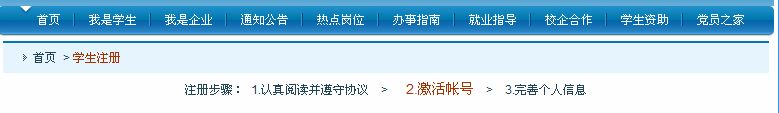 首页 我是学生 我是企业 通知公告 热点岗位 办事指南 就业指导 校企合作 学生资助 党员之家
首页 > 学生注册
注册步骤： 1.认真阅读并遵守协议 > 2.激活帐号 > 3.完善个人信息